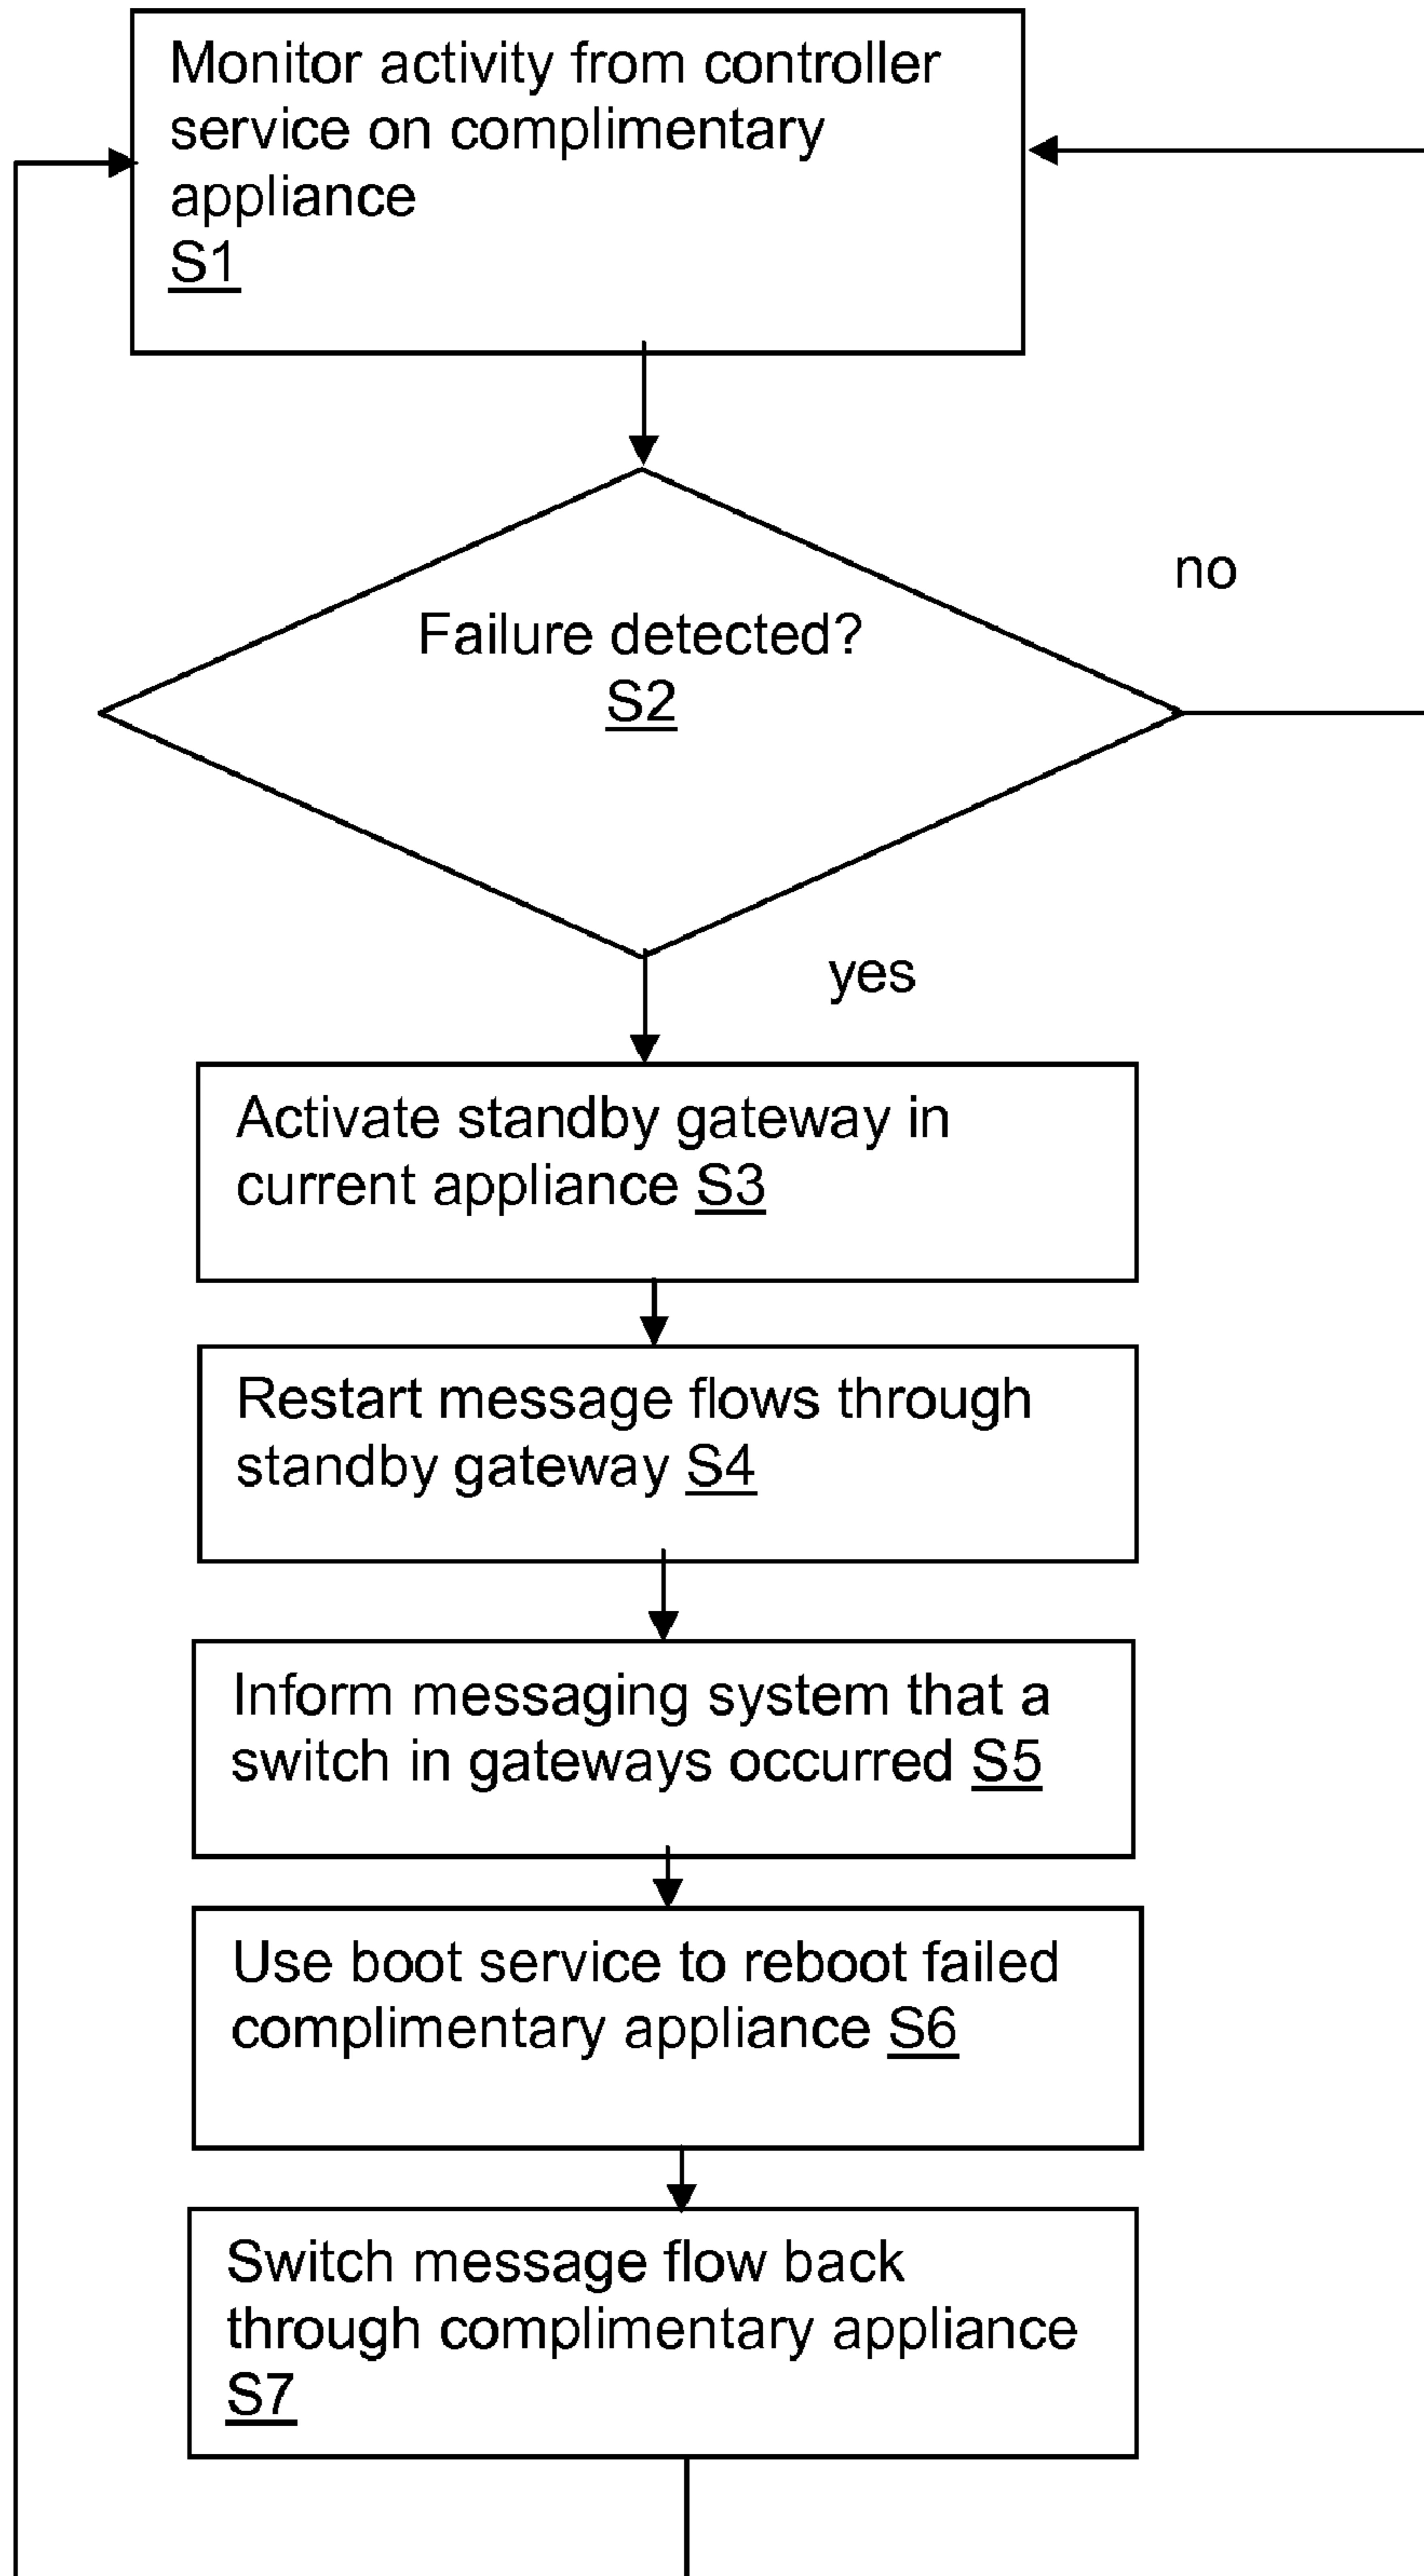 Monitor activity from controller
service on complimentary
appliance
S1
no
Failure detected?
S2
yes
Activate standby gateway in
current appliance S3
Restart message flows through
standby gateway S4
Inform messaging system that a
switch in gateways occurred S5
Use boot service to reboot failed
complimentary appliance S6
Switch message flow back
through complimentary appliance
S7